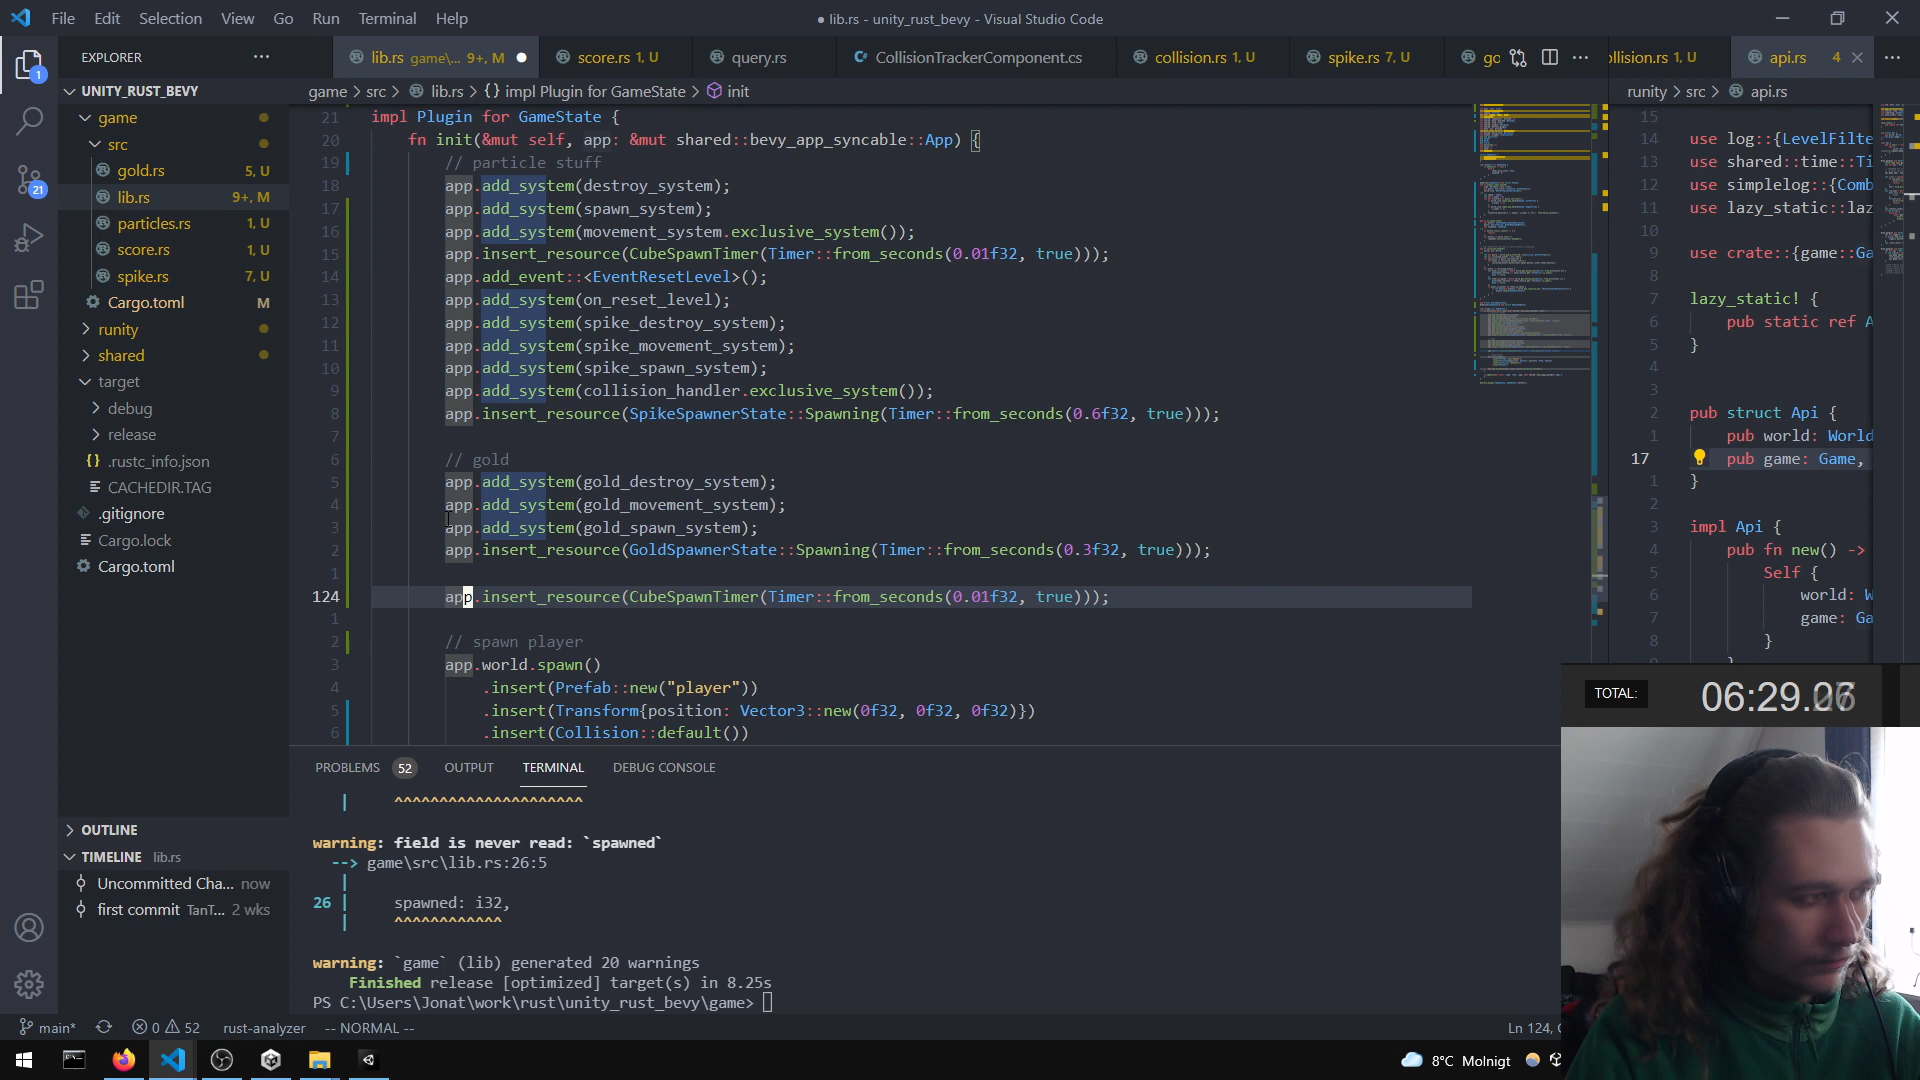 File Edit Selection View Go Run Terminal Help
● lib.rs - unity_rust_bevy - Visual Studio Code
EXPLORER
lib.rs game\... 9+, M
score.rs 1, U
query.rs
CollisionTrackerComponent.cs
collision.rs 1, U
spike.rs 7, U
api.rs 4
UNITY_RUST_BEVY
game
src
gold.rs 5, U
lib.rs 9+, M
particles.rs 1, U
score.rs 1, U
spike.rs 7, U
Cargo.toml M
runity
shared
target
debug
release
.rustc_info.json
CACHEDIR.TAG
.gitignore
Cargo.lock
Cargo.toml
OUTLINE
TIMELINE lib.rs
Uncommitted Cha... now
first commit TanT... 2 wks
game > src > lib.rs > {} impl Plugin for GameState > init
21 impl Plugin for GameState {
20 fn init(&mut self, app: &mut shared::bevy_app_syncable::App) {
19 // particle stuff
18 app.add_system(destroy_system);
17 app.add_system(spawn_system);
16 app.add_system(movement_system.exclusive_system());
15 app.insert_resource(CubeSpawnTimer(Timer::from_seconds(0.01f32, true)));
14 app.add_event::<EventResetLevel>();
13 app.add_system(on_reset_level);
12 app.add_system(spike_destroy_system);
11 app.add_system(spike_movement_system);
10 app.add_system(spike_spawn_system);
9 app.add_system(collision_handler.exclusive_system());
8 app.insert_resource(SpikeSpawnerState::Spawning(Timer::from_seconds(0.6f32, true)));
7
6 // gold
5 app.add_system(gold_destroy_system);
4 app.add_system(gold_movement_system);
3 app.add_system(gold_spawn_system);
2 app.insert_resource(GoldSpawnerState::Spawning(Timer::from_seconds(0.3f32, true)));
1
124 app.insert_resource(CubeSpawnTimer(Timer::from_seconds(0.01f32, true)));
1
2 // spawn player
3 app.world.spawn()
4 .insert(Prefab::new("player"))
5 .insert(Transform{position: Vector3::new(0f32, 0f32, 0f32)})
6 .insert(Collision::default())
runity > src > api.rs
15
14 use log::{LevelFilte
13 use shared::time::Ti
12 use simplelog::{Comb
11 use lazy_static::laz
10
9 use crate::{game::Ga
8
7 lazy_static! {
6 pub static ref A
5 }
4
3
2 pub struct Api {
1 pub world: World
17 pub game: Game,
1 }
2
3 impl Api {
4 pub fn new() ->
5 Self {
6 world: W
7 game: Ga
8 }
PROBLEMS 52 OUTPUT TERMINAL DEBUG CONSOLE
| ^^^^^^^^^^^^^^^^^^^^^
warning: field is never read: `spawned`
--> game\src\lib.rs:26:5
|
26 | spawned: i32,
| ^^^^^^^^^^^^
warning: `game` (lib) generated 20 warnings
Finished release [optimized] target(s) in 8.25s
PS C:\Users\Jonat\work\rust\unity_rust_bevy\game>
TOTAL: 06:29.
main* 0 52 rust-analyzer -- NORMAL --
Ln 124,
8°C Molnigt